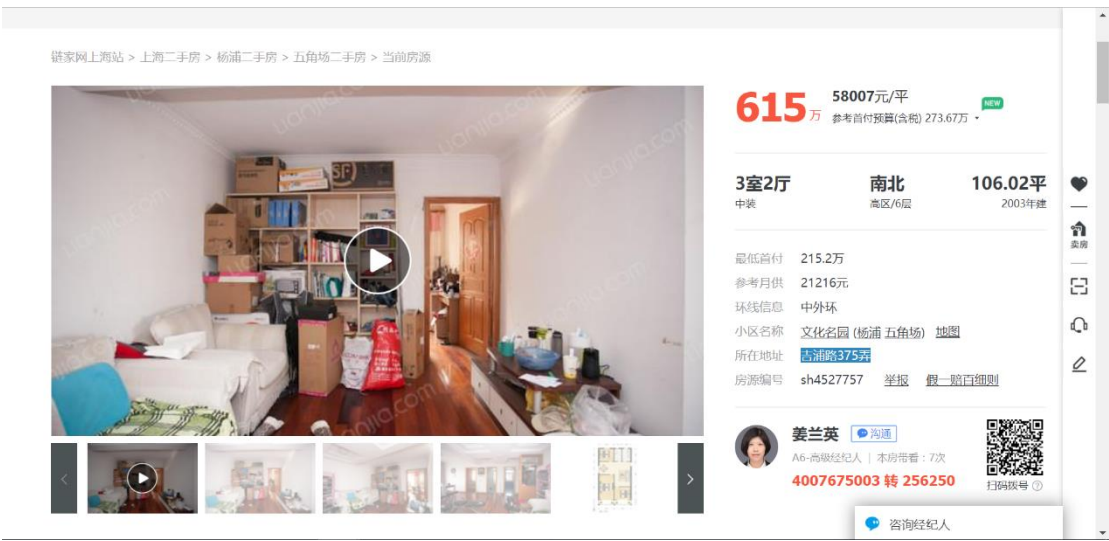 链家网上海站 > 上海二手房 > 杨浦二手房 > 五角场二手房 > 当前房源
615万
58007元/平
NEW
参考首付预算(含税) 273.67万
3室2厅
南北
106.02平
中装
高区/6层
2003年建
最低首付 215.2万
参考月供 21216元
环线信息 中外环
小区名称 文化名园 (杨浦 五角场) 地图
所在地址 吉浦路375弄
房源编号 sh4527757 举报 假一赔百细则
姜兰英 沟通
A6-高级经纪人 | 本房带看：7次
4007675003 转 256250
扫码拨号 ?
咨询经纪人
卖房
SF
lianjia.com